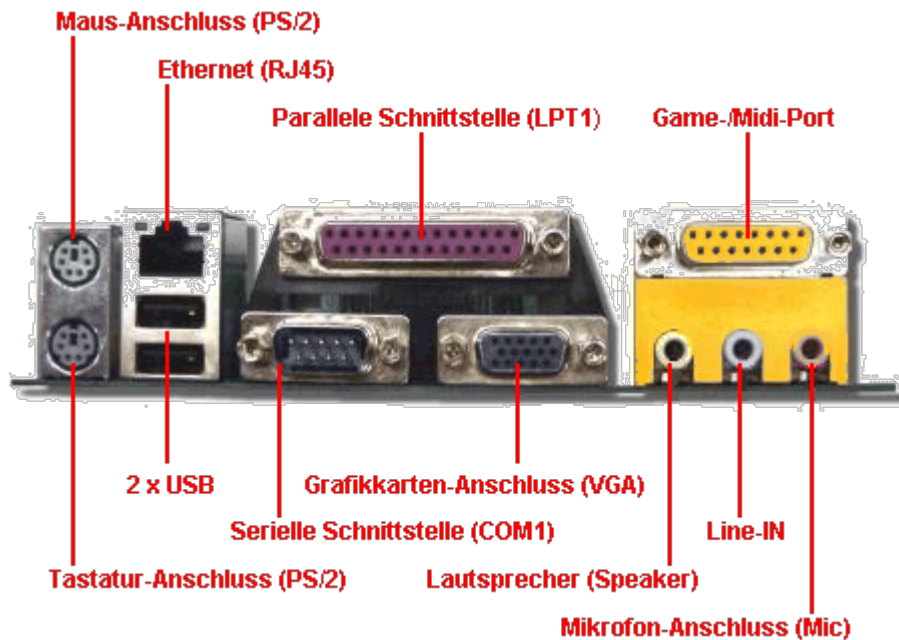 Maus-Anschluss (PS/2)
Ethernet (RJ45)
Parallele Schnittstelle (LPT1)
Game-/Midi-Port
2 x USB
Grafikkarten-Anschluss (VGA)
Serielle Schnittstelle (COM1)
Line-IN
Tastatur-Anschluss (PS/2)
Lautsprecher (Speaker)
Mikrofon-Anschluss (Mic)